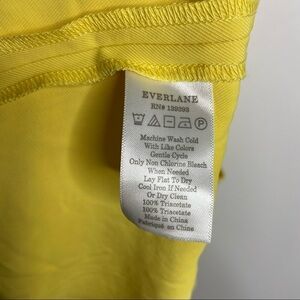 EVERLANE
RN# 139393
Machine Wash Cold
With Like Colors
Gentle Cycle
Only Non Chlorine Bleach
When Needed
Lay Flat To Dry
Cool Iron If Needed
Or Dry Clean
100% Triacetate
100% Triacetate
Made in China
Fabriqué en Chine